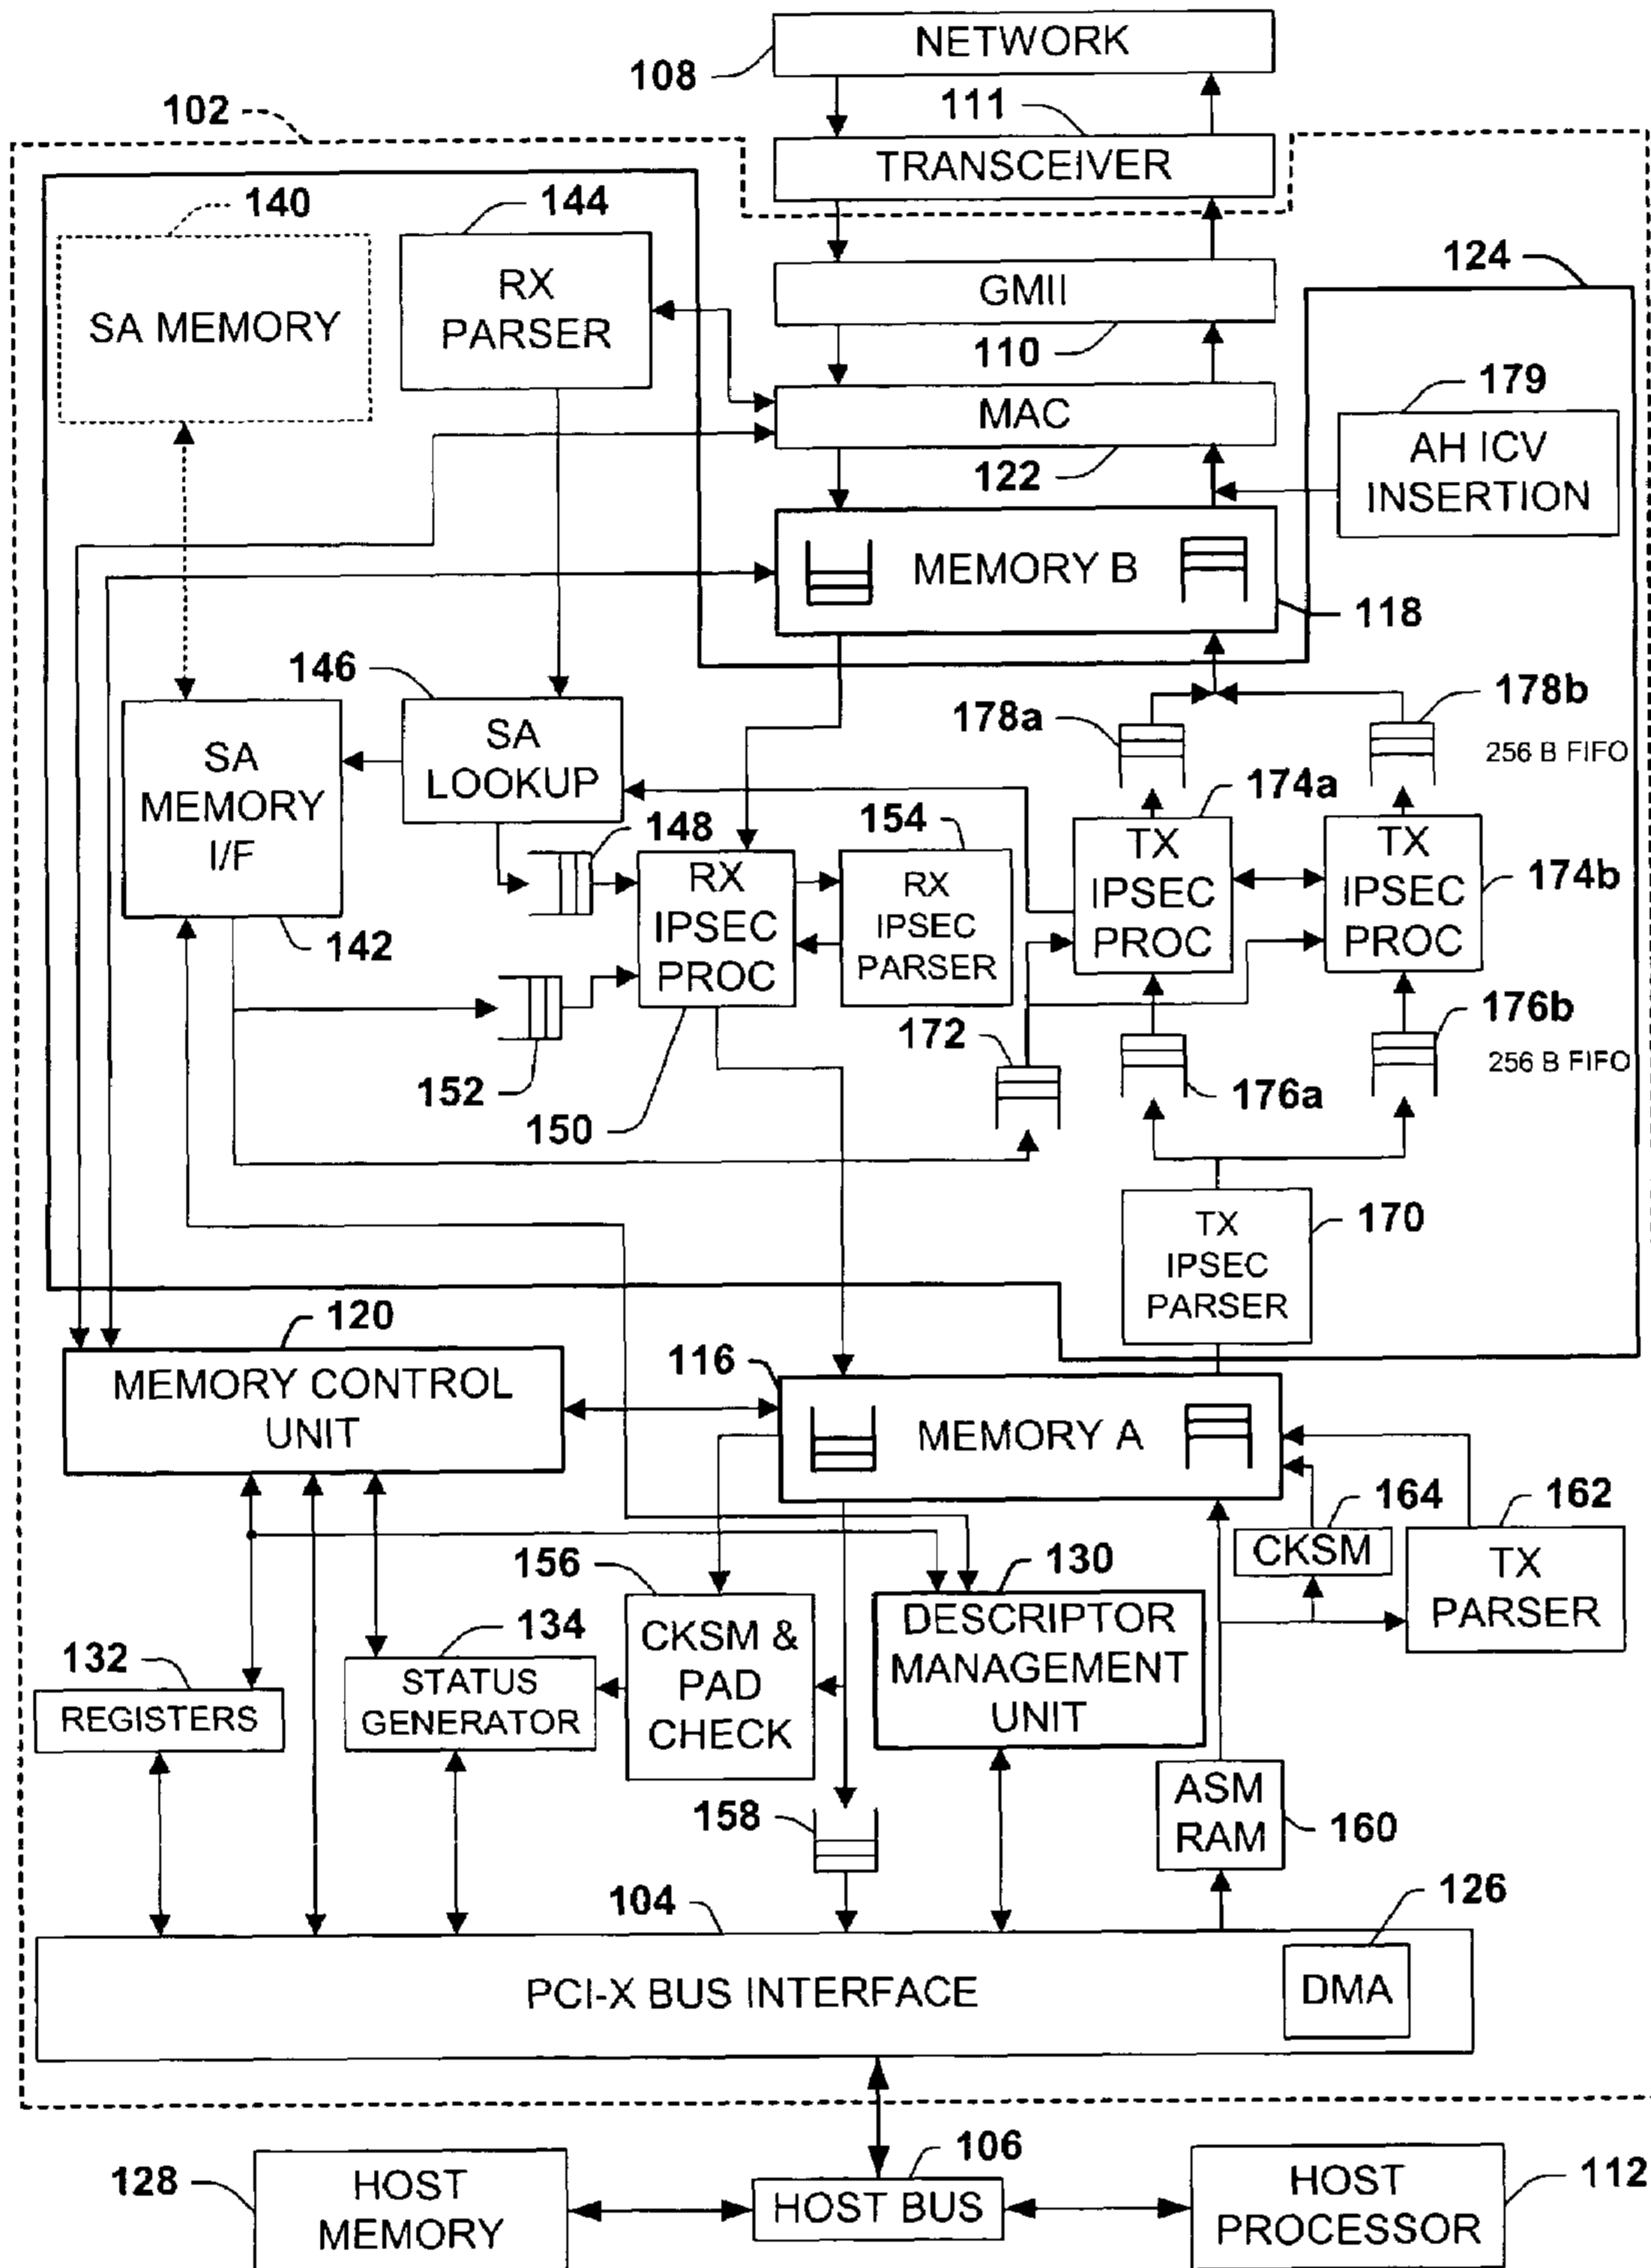 NETWORK
108
111
102
TRANSCEIVER
140
144
124
SA MEMORY
RX
PARSER
GMII
110
179
MAC
122
AH ICV
INSERTION
MEMORY B
118
146
178a
178b
256 B FIFO
SA
MEMORY
I/F
SA
LOOKUP
174a
148
154
TX
IPSEC
PROC
TX
IPSEC
PROC
174b
RX
IPSEC
PROC
RX
IPSEC
PARSER
142
152
150
172
176a
176b
256 B FIFO
TX
IPSEC
PARSER
170
120
116
MEMORY CONTROL
UNIT
MEMORY A
164
162
CKSM
TX
PARSER
156
130
134
132
CKSM &
PAD
CHECK
DESCRIPTOR
MANAGEMENT
UNIT
STATUS
GENERATOR
REGISTERS
158
ASM
RAM
160
104
126
PCI-X BUS INTERFACE
DMA
106
128
HOST
MEMORY
HOST BUS
HOST
PROCESSOR
112